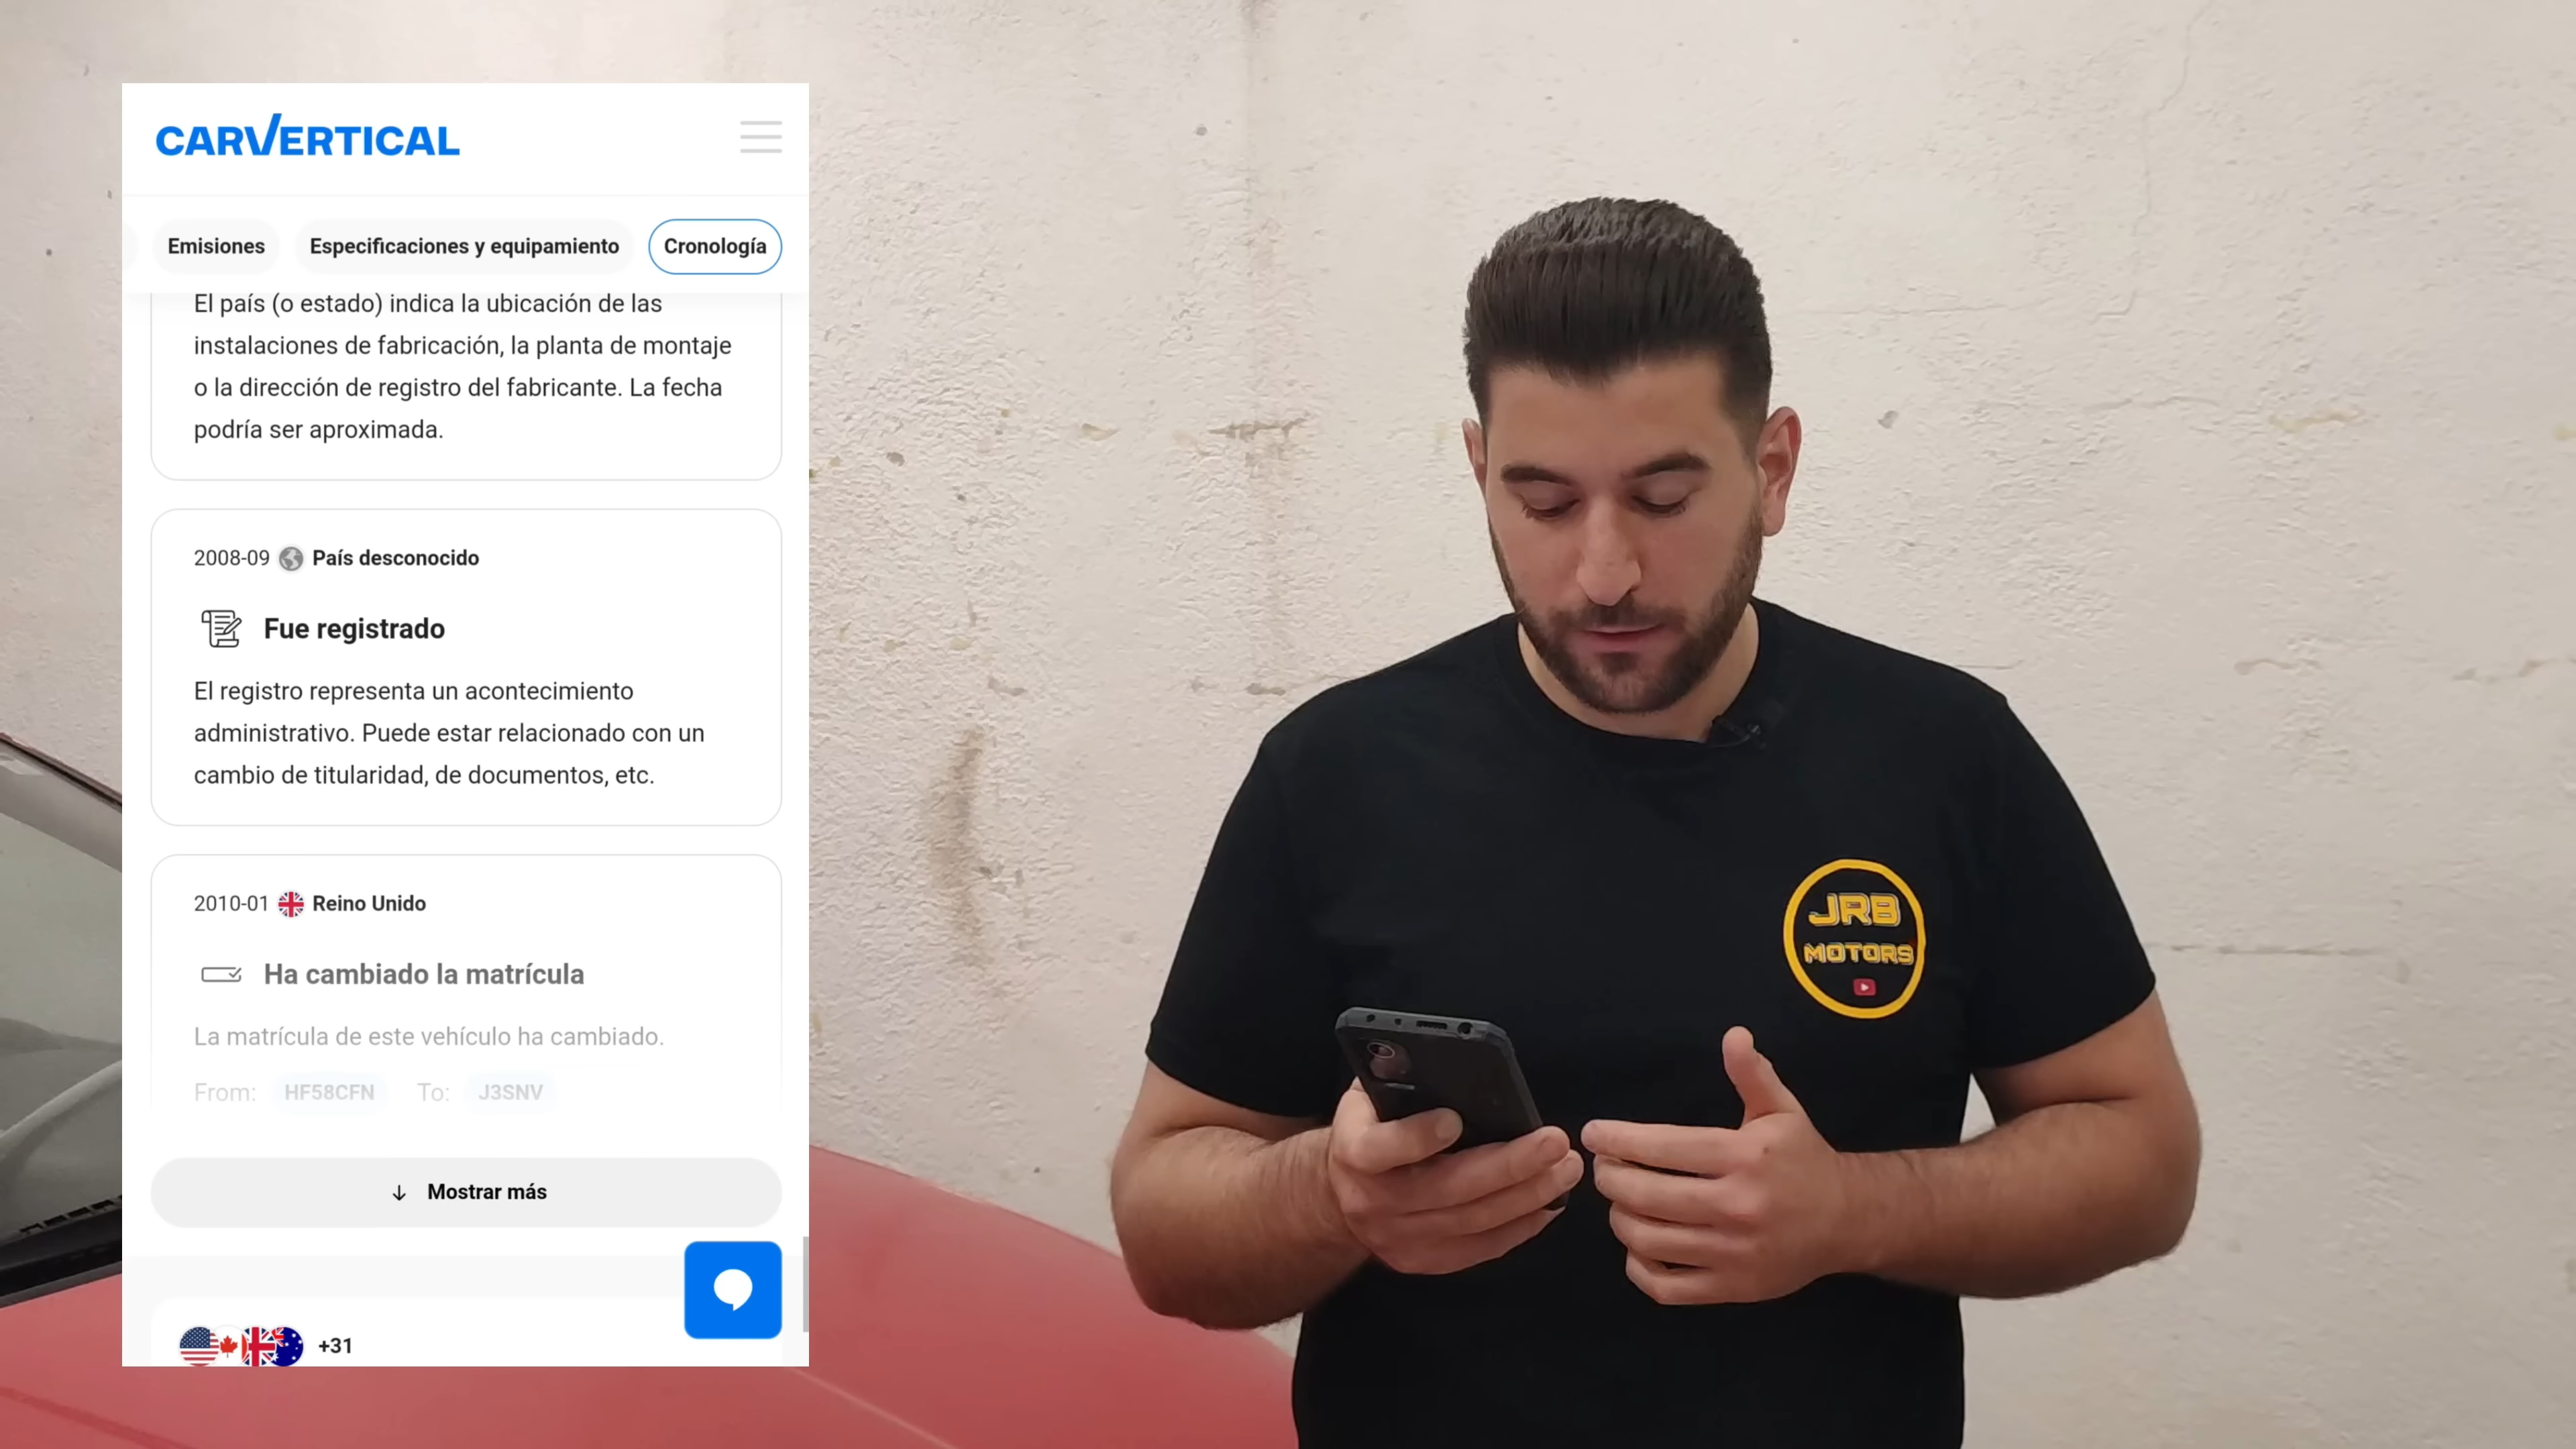 CARVERTICAL
Emisiones Especificaciones y equipamiento Cronología
El país (o estado) indica la ubicación de las
instalaciones de fabricación, la planta de montaje
o la dirección de registro del fabricante. La fecha
podría ser aproximada.
2008-09 País desconocido
Fue registrado
El registro representa un acontecimiento
administrativo. Puede estar relacionado con un
cambio de titularidad, de documentos, etc.
2010-01 Reino Unido
Ha cambiado la matrícula
La matrícula de este vehículo ha cambiado.
From: HF58CFN To: J3SNV
Mostrar más
+31
JRB
MOTORS